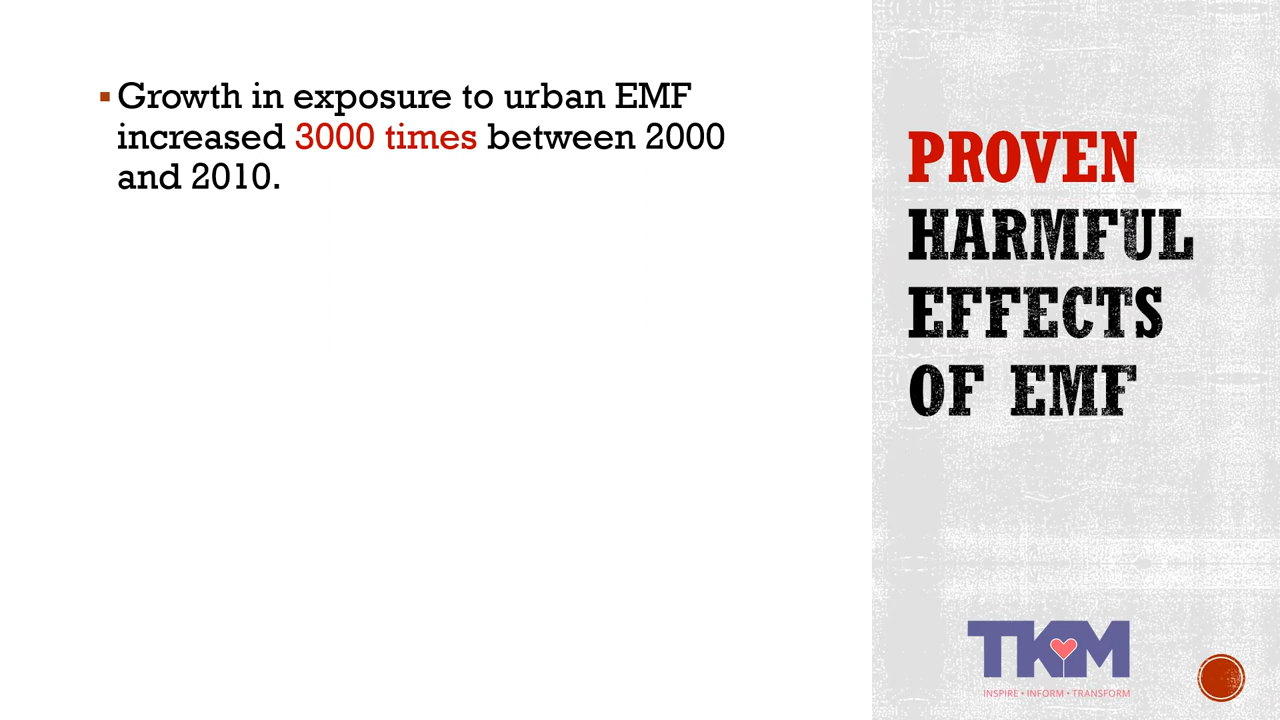 Growth in exposure to urban EMF
increased 3000 times between 2000
and 2010.
PROVEN
HARMFUL
EFFECTS
OF EMF
TKM
INSPIRE • INFORM • TRANSFORM